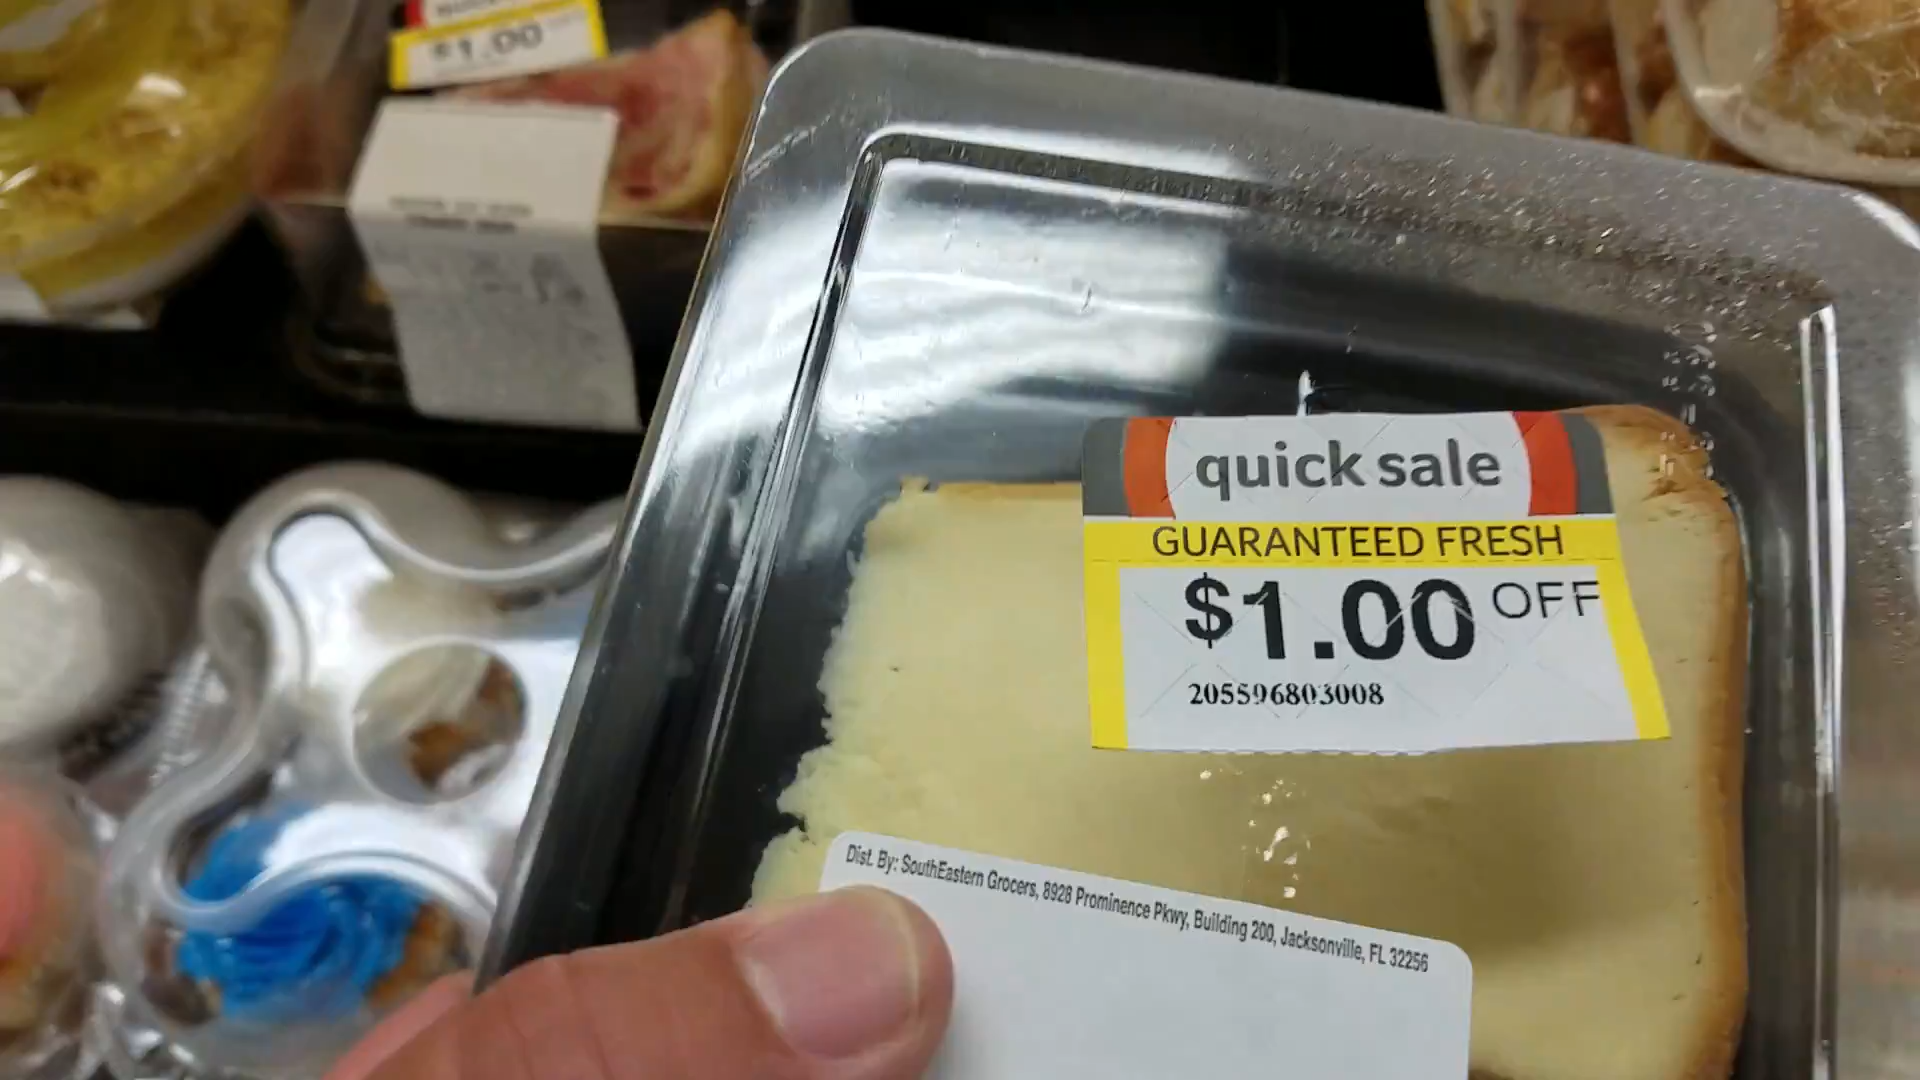 $1.00
quick sale
GUARANTEED FRESH
$1.00 OFF
205596803008
Dist. By: SouthEastern Grocers, 8928 Prominence Pkwy, Building 200, Jacksonville, FL 32256